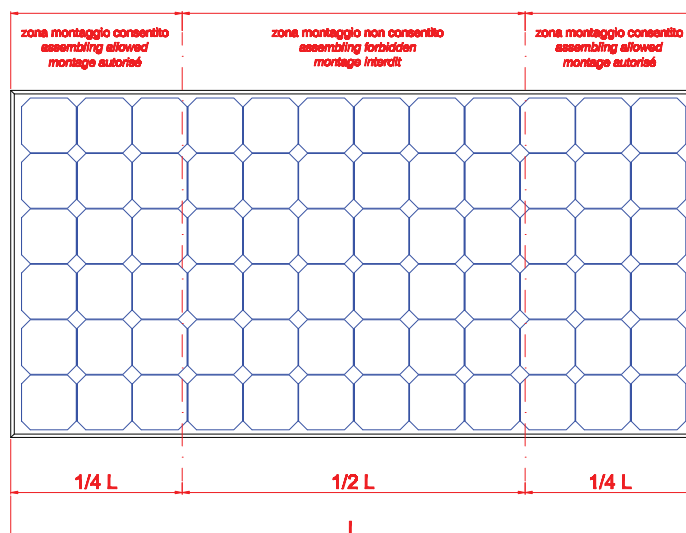 zona montaggio consentito
assembling allowed
montage autorisé
zona montaggio non consentito
assembling forbidden
montage interdit
zona montaggio consentito
assembling allowed
montage autorisé
1/4 L
1/2 L
1/4 L
L